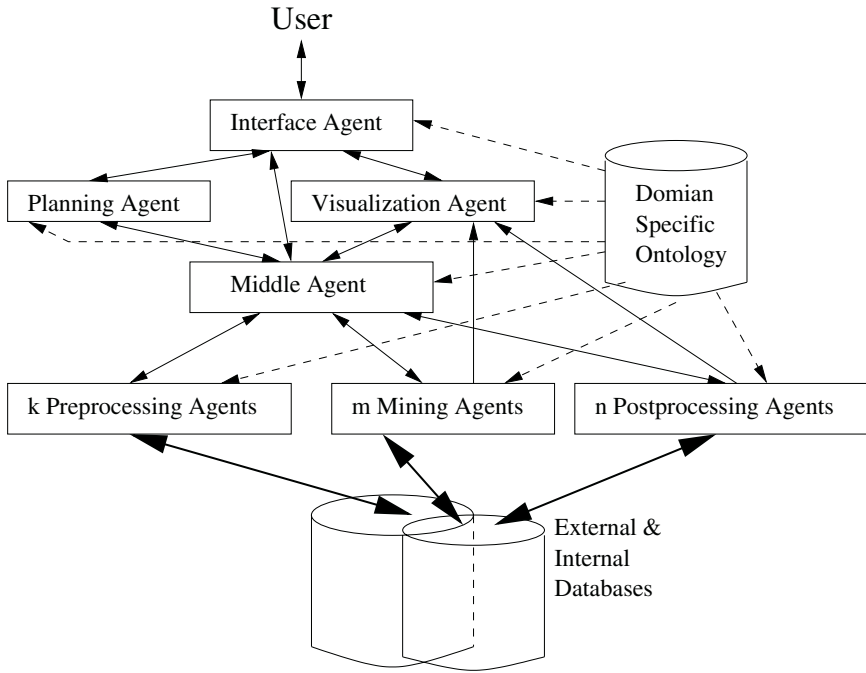 User
Interface Agent
Planning Agent
Visualization Agent
Domian
Specific
Ontology
Middle Agent
k Preprocessing Agents
m Mining Agents
n Postprocessing Agents
External &
Internal
Databases